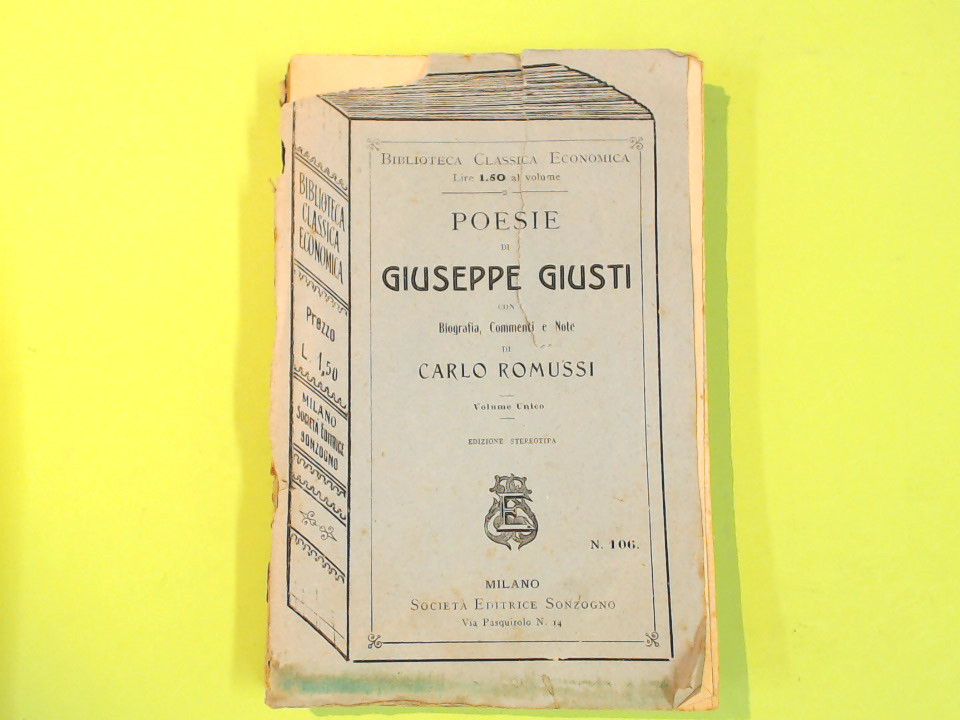 BIBLIOTECA CLASSICA ECONOMICA
Lire 1.50 al volume
POESIE
DI
GIUSEPPE GIUSTI
CON
Biografia, Commenti e Note
DI
CARLO ROMUSSI
Volume Unico
EDIZIONE STEREOTIPA
E
N. 106.
MILANO
SOCIETÀ EDITRICE SONZOGNO
Via Pasquirolo N. 14
BIBLIOTECA
CLASSICA
ECONOMICA
Prezzo
L. 1,50
MILANO
SOCIETÀ EDITRICE
SONZOGNO